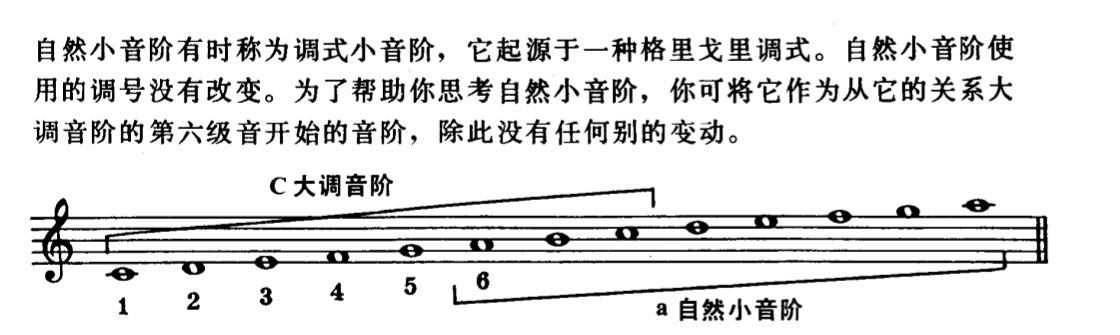 自然小音阶有时称为调式小音阶，它起源于一种格里戈里调式。自然小音阶使
用的调号没有改变。为了帮助你思考自然小音阶，你可将它作为从它的关系大
调音阶的第六级音开始的音阶，除此没有任何别的变动。
C 大调音阶
1 2 3 4 5 6
a 自然小音阶